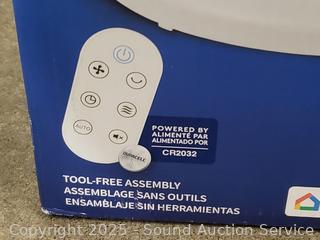 AUTO
DURACELL
POWERED BY
ALIMENTÉ PAR
ALIMENTADO POR
CR2032
TOOL-FREE ASSEMBLY
ASSEMBLAGE SANS OUTILS
ENSAMBLAJE SIN HERRAMIENTAS
Copyright 2025 - Sound Auction Service